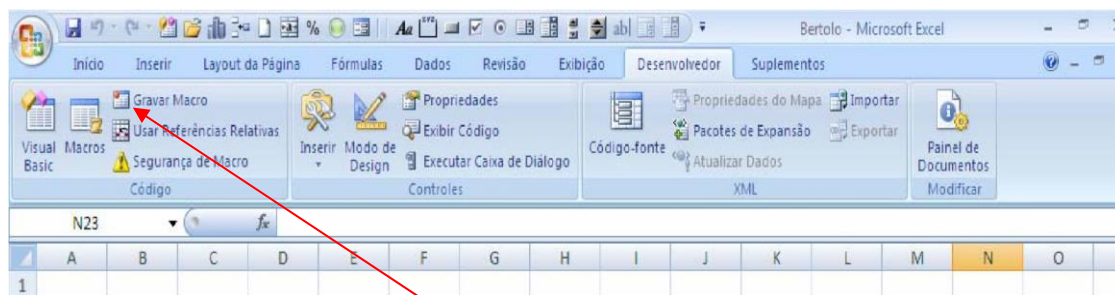 % Aa XYZ ab|
Bertolo - Microsoft Excel
Início Inserir Layout da Página Fórmulas Dados Revisão Exibição Desenvolvedor Suplementos
Visual Basic
Macros
Gravar Macro
Usar Referências Relativas
Segurança de Macro
Código
Inserir
Modo de Design
Propriedades
Exibir Código
Executar Caixa de Diálogo
Controles
Código-fonte
Propriedades do Mapa
Pacotes de Expansão
Atualizar Dados
Importar
Exportar
XML
Painel de Documentos
Modificar
N23 fx
A B C D E F G H I J K L M N O
1